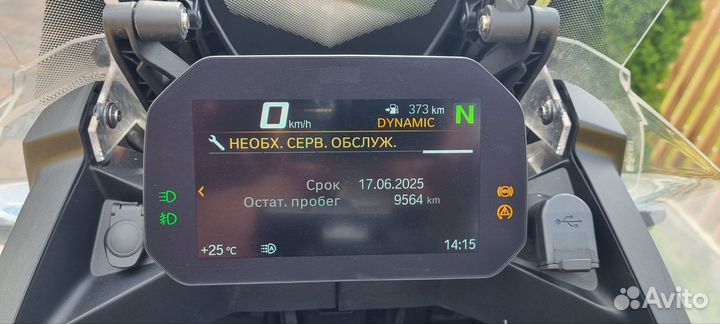 0 km/h
373 km
DYNAMIC
N
НЕОБХ. СЕРВ. ОБСЛУЖ.
Срок 17.06.2025
Остат. пробег 9564 km
ABS
+25 °C
A
14:15
Avito